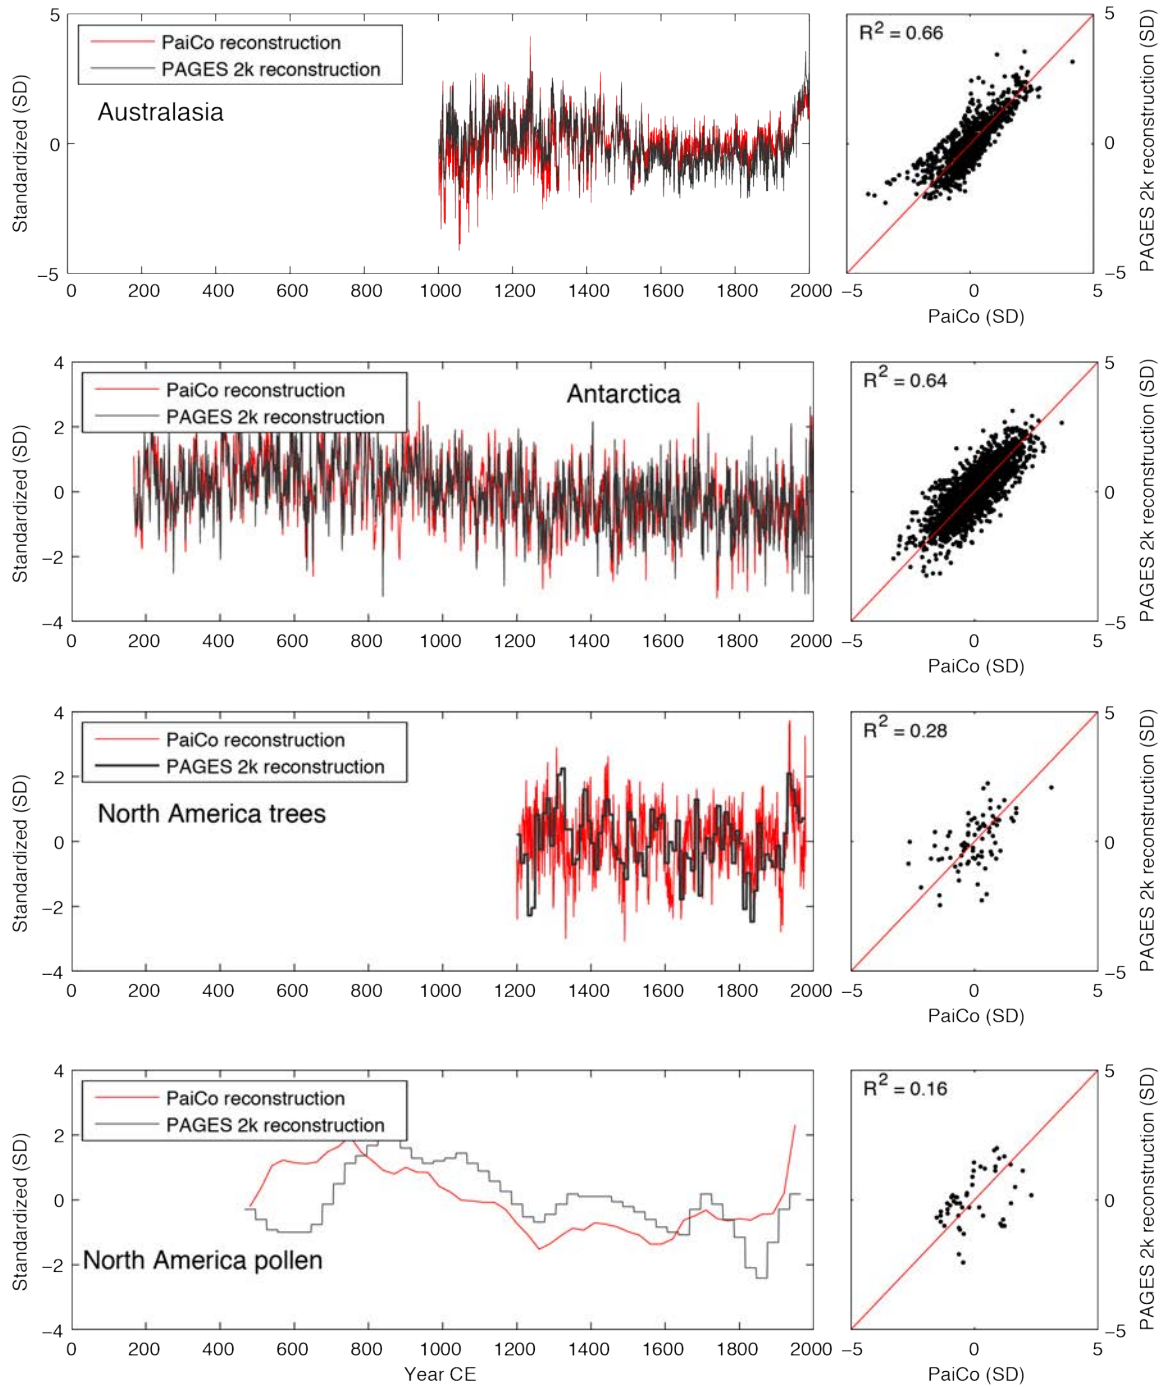 5
PaiCo reconstruction
PAGES 2k reconstruction
Australasia
Standardized (SD)
0
−5
0 200 400 600 800 1000 1200 1400 1600 1800 2000
R² = 0.66
5
0
−5
PAGES 2k reconstruction (SD)
−5 0 5
PaiCo (SD)
4
PaiCo reconstruction
PAGES 2k reconstruction
Antarctica
Standardized (SD)
2
0
−2
−4
0 200 400 600 800 1000 1200 1400 1600 1800 2000
R² = 0.64
5
0
−5
PAGES 2k reconstruction (SD)
−5 0 5
PaiCo (SD)
4
PaiCo reconstruction
PAGES 2k reconstruction
North America trees
Standardized (SD)
2
0
−2
−4
0 200 400 600 800 1000 1200 1400 1600 1800 2000
R² = 0.28
5
0
−5
PAGES 2k reconstruction (SD)
−5 0 5
PaiCo (SD)
4
PaiCo reconstruction
PAGES 2k reconstruction
Standardized (SD)
2
0
North America pollen
−2
−4
0 200 400 600 800 1000 1200 1400 1600 1800 2000
Year CE
R² = 0.16
5
0
−5
PAGES 2k reconstruction (SD)
−5 0 5
PaiCo (SD)